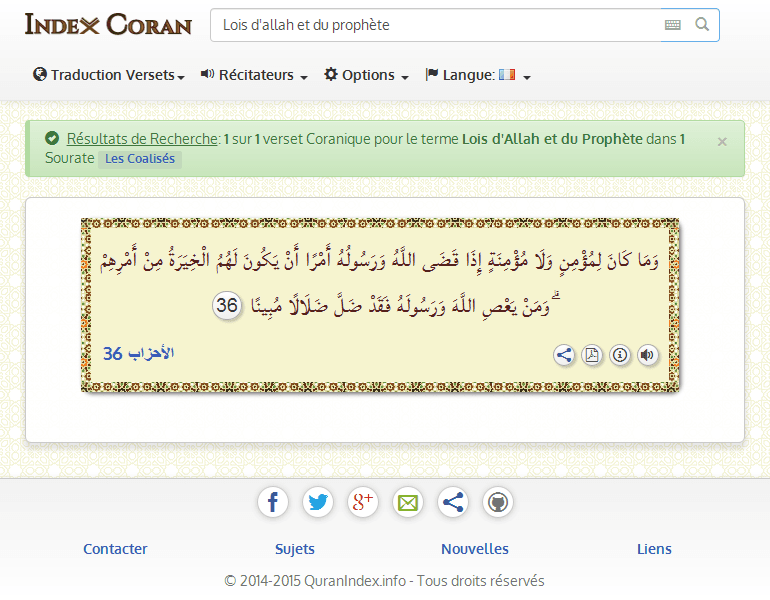 Index Coran
Lois d'allah et du prophète
Traduction Versets
Récitateurs
Options
Langue:
Résultats de Recherche: 1 sur 1 verset Coranique pour le terme Lois d'Allah et du Prophète dans 1
Sourate Les Coalisés
×
وَمَا كَانَ لِمُؤْمِنٍ وَلَا مُؤْمِنَةٍ إِذَا قَضَى اللَّهُ وَرَسُولُهُ أَمْرًا أَنْ يَكُونَ لَهُمُ الْخِيَرَةُ مِنْ أَمْرِهِمْ
ۗ وَمَنْ يَعْصِ اللَّهَ وَرَسُولَهُ فَقَدْ ضَلَّ ضَلَالًا مُبِينًا 36
الأحزاب 36
Contacter
Sujets
Nouvelles
Liens
© 2014-2015 QuranIndex.info - Tous droits réservés